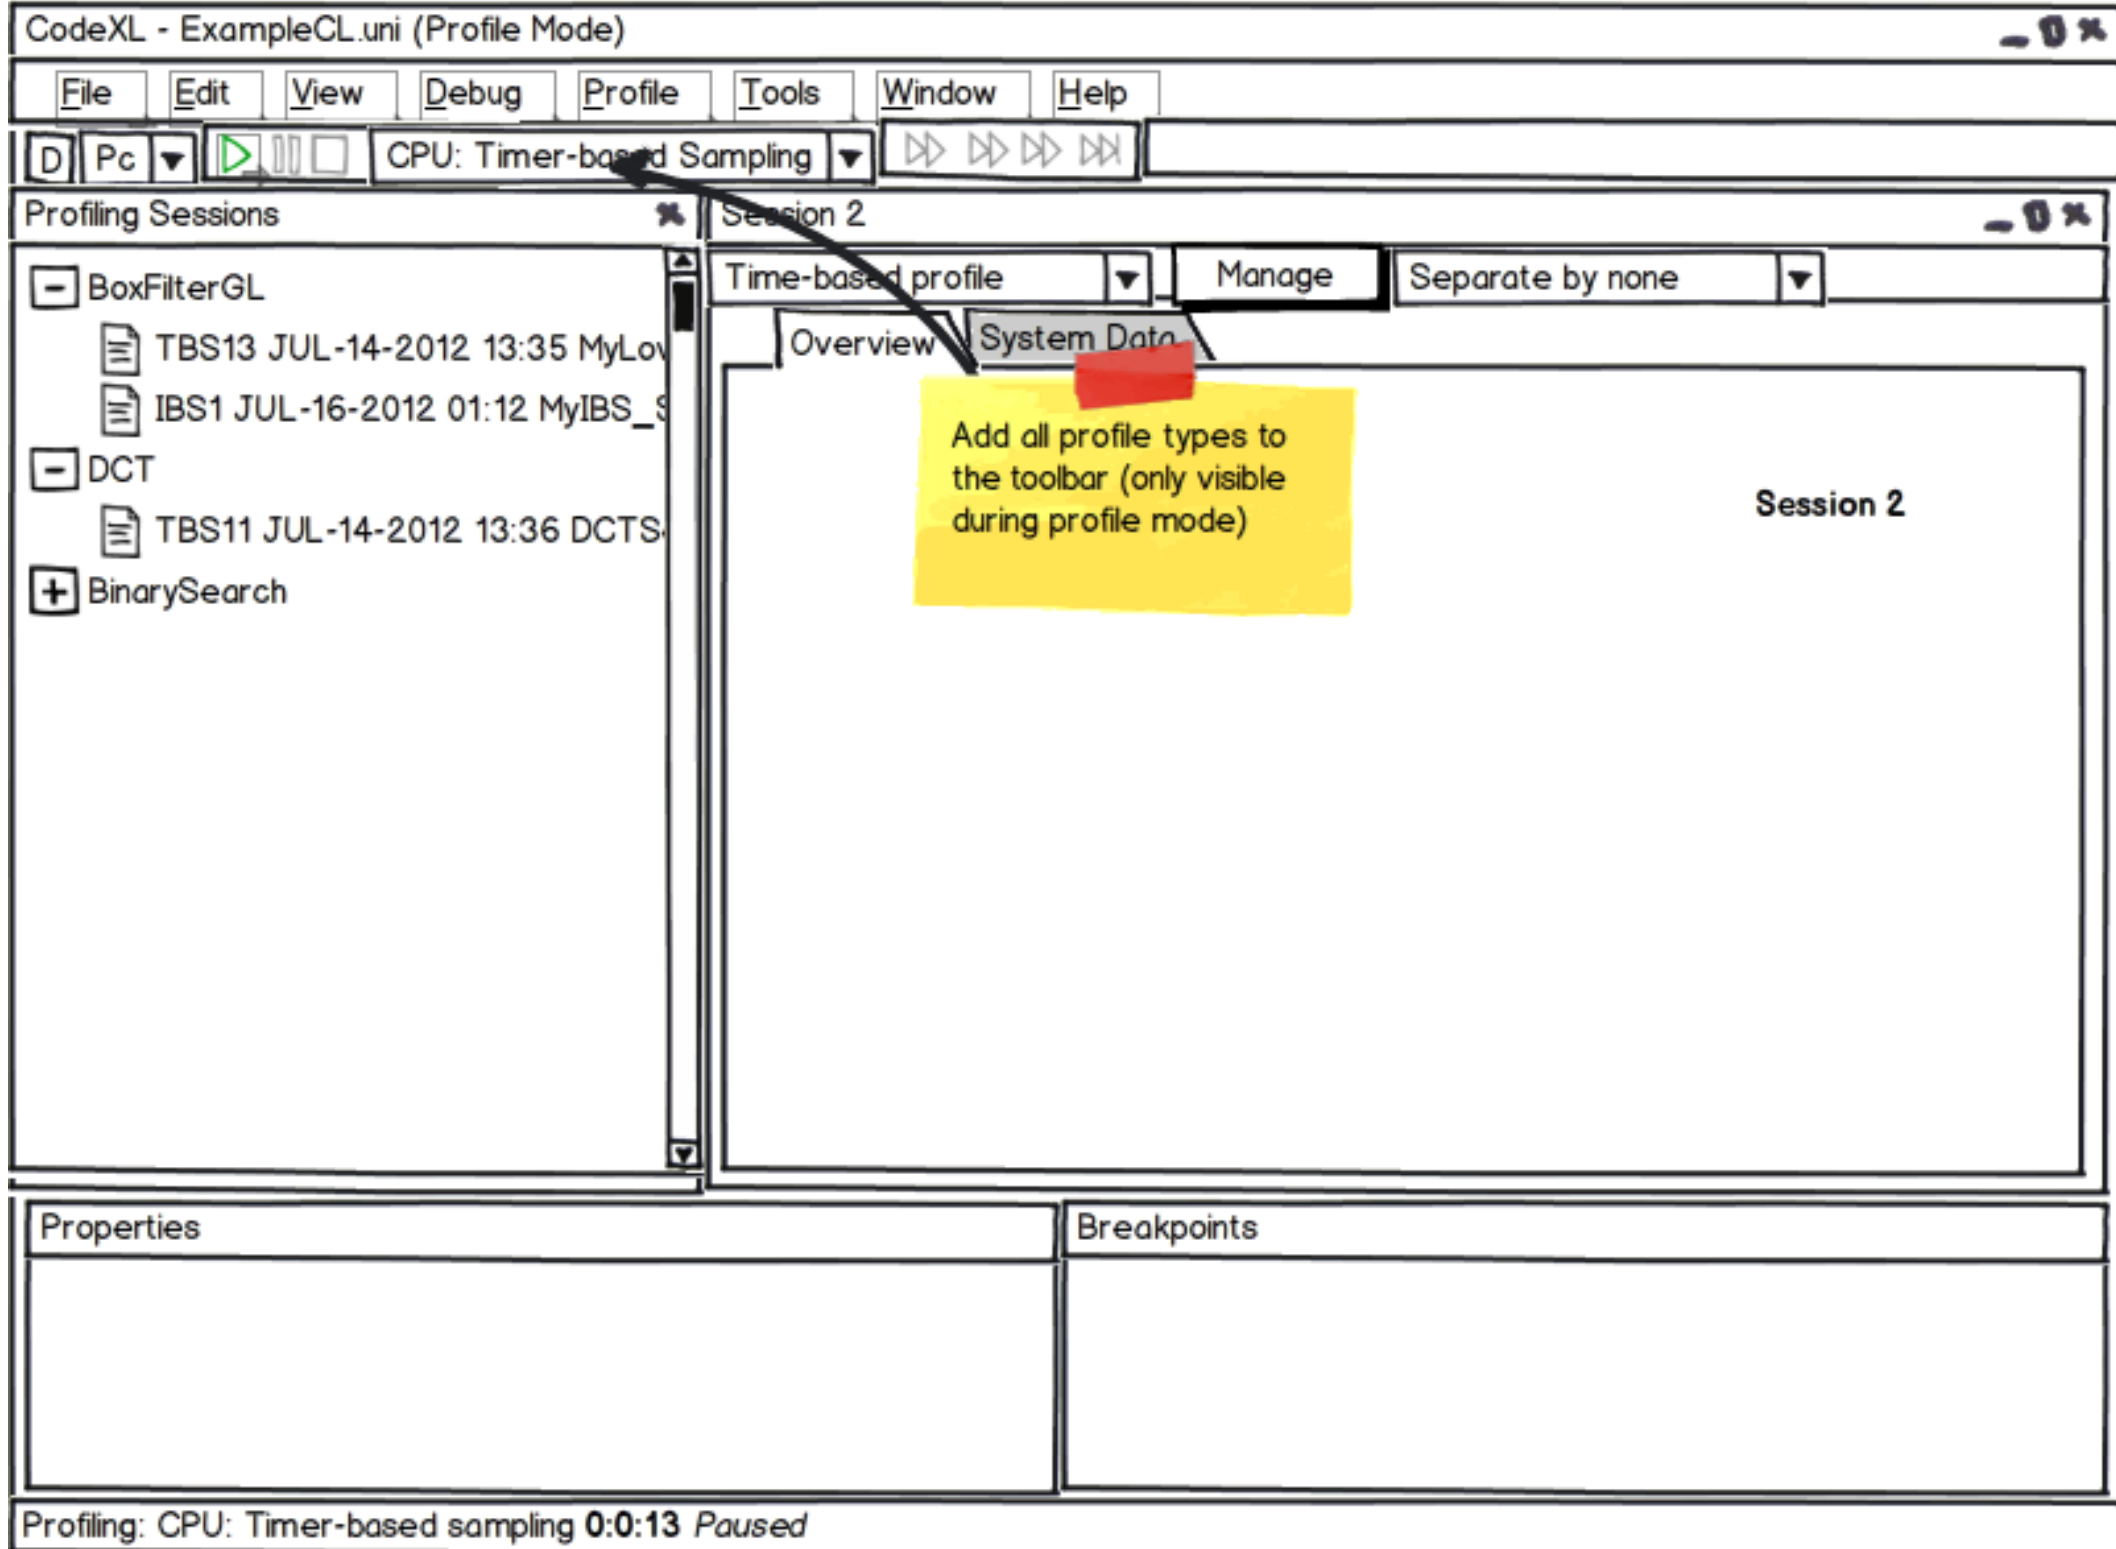 CodeXL - ExampleCL.uni (Profile Mode)
File Edit View Debug Profile Tools Window Help
D Pc CPU: Timer-based Sampling
Profiling Sessions
Session 2
BoxFilterGL
TBS13 JUL-14-2012 13:35 MyLov
IBS1 JUL-16-2012 01:12 MyIBS_S
DCT
TBS11 JUL-14-2012 13:36 DCTS
BinarySearch
Time-based profile Manage Separate by none
Overview System Data
Add all profile types to
the toolbar (only visible
during profile mode)
Session 2
Properties
Breakpoints
Profiling: CPU: Timer-based sampling 0:0:13 Paused